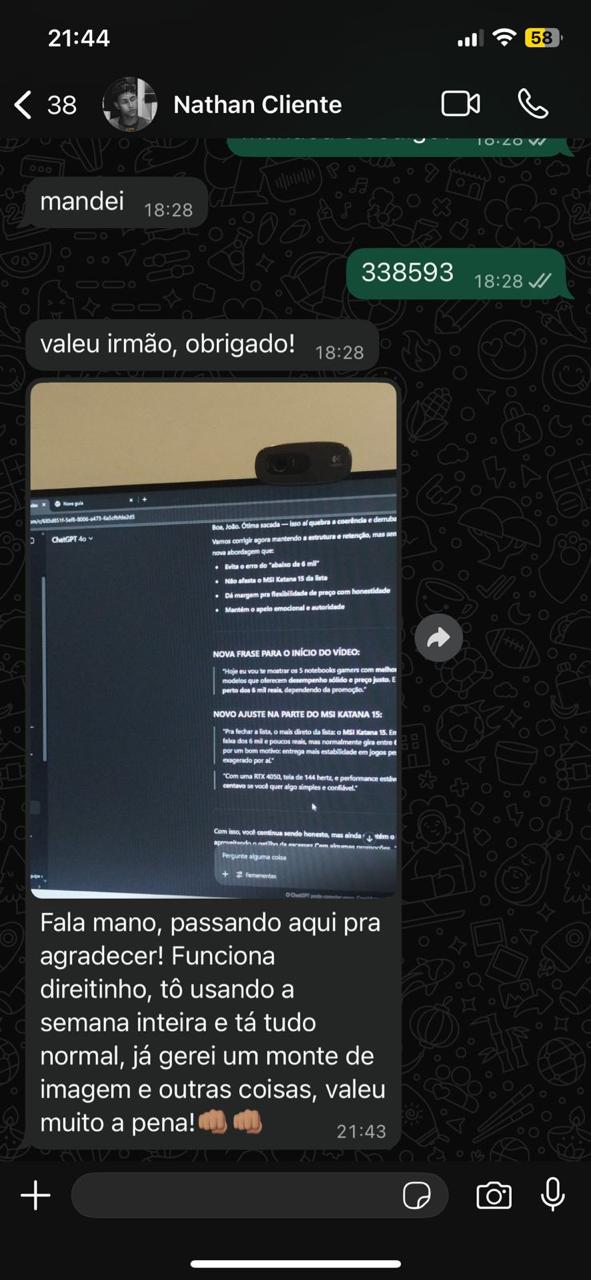 21:44
58
38
Nathan Cliente
18:28
mandei
18:28
338593
18:28
valeu irmão, obrigado!
18:28
Nova guia
ChatGPT 4o
Boa, João. Ótima sacada — isso aí quebra a coerência e derruba
Vamos corrigir agora mantendo a estrutura e retenção, mas
nova abordagem que:
• Evita o erro do "abaixo de 6 mil"
• Não afasta o MSI Katana 15 da lista
• Dá margem pra flexibilidade de preço com honestidade
• Mantém o apelo emocional e autoridade
NOVA FRASE PARA O INÍCIO DO VÍDEO:
"Hoje eu vou te mostrar os 5 notebooks gamers com
modelos que oferecem desempenho sólido e preço justo. E
perto dos 6 mil reais, dependendo da promoção."
NOVO AJUSTE NA PARTE DO MSI KATANA 15:
"Pra fechar a lista, o mais direto da lista: o MSI Katana 15. Em
faixa dos 6 mil e poucos reais, mas normalmente gira entre
por um bom motivo: entrega mais estabilidade em jogos
exagerado por aí."
"Com uma RTX 4050, tela de 144 hertz, e performance
centavo se você quer algo simples e confiável."
Com isso, você continua sendo honesto, mas ainda
Pergunte alguma coisa
Ferramentas
Fala mano, passando aqui pra
agradecer! Funciona
direitinho, tô usando a
semana inteira e tá tudo
normal, já gerei um monte de
imagem e outras coisas, valeu
muito a pena!👊🏽👊🏽
21:43